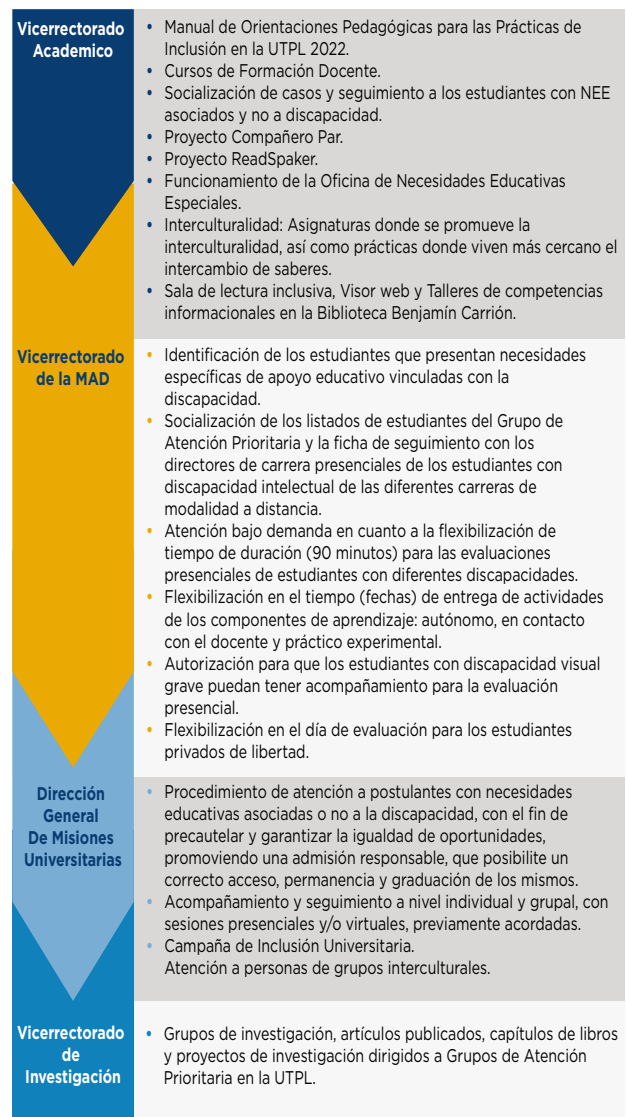 Vicerrectorado
Academico
• Manual de Orientaciones Pedagógicas para las Prácticas de
Inclusión en la UTPL 2022.
• Cursos de Formación Docente.
• Socialización de casos y seguimiento a los estudiantes con NEE
asociados y no a discapacidad.
• Proyecto Compañero Par.
• Proyecto ReadSpaker.
• Funcionamiento de la Oficina de Necesidades Educativas
Especiales.
• Interculturalidad: Asignaturas donde se promueve la
interculturalidad, así como prácticas donde viven más cercano el
intercambio de saberes.
• Sala de lectura inclusiva, Visor web y Talleres de competencias
informacionales en la Biblioteca Benjamín Carrión.
Vicerrectorado
de la MAD
• Identificación de los estudiantes que presentan necesidades
específicas de apoyo educativo vinculadas con la
discapacidad.
• Socialización de los listados de estudiantes del Grupo de
Atención Prioritaria y la ficha de seguimiento con los
directores de carrera presenciales de los estudiantes con
discapacidad intelectual de las diferentes carreras de
modalidad a distancia.
• Atención bajo demanda en cuanto a la flexibilización de
tiempo de duración (90 minutos) para las evaluaciones
presenciales de estudiantes con diferentes discapacidades.
• Flexibilización en el tiempo (fechas) de entrega de actividades
de los componentes de aprendizaje: autónomo, en contacto
con el docente y práctico experimental.
• Autorización para que los estudiantes con discapacidad visual
grave puedan tener acompañamiento para la evaluación
presencial.
• Flexibilización en el día de evaluación para los estudiantes
privados de libertad.
Dirección
General
De Misiones
Universitarias
• Procedimiento de atención a postulantes con necesidades
educativas asociadas o no a la discapacidad, con el fin de
precautelar y garantizar la igualdad de oportunidades,
promoviendo una admisión responsable, que posibilite un
correcto acceso, permanencia y graduación de los mismos.
• Acompañamiento y seguimiento a nivel individual y grupal, con
sesiones presenciales y/o virtuales, previamente acordadas.
• Campaña de Inclusión Universitaria.
Atención a personas de grupos interculturales.
Vicerrectorado
de
Investigación
• Grupos de investigación, artículos publicados, capítulos de libros
y proyectos de investigación dirigidos a Grupos de Atención
Prioritaria en la UTPL.